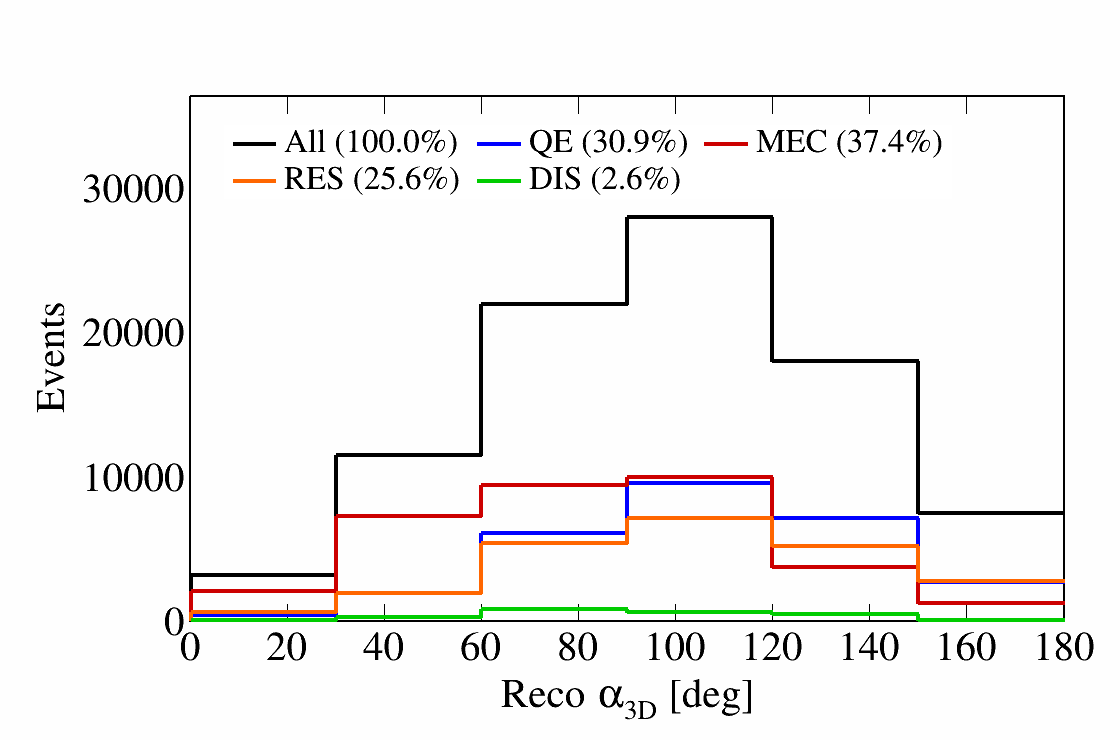 All (100.0%) QE (30.9%) MEC (37.4%)
RES (25.6%) DIS (2.6%)
30000
20000
10000
0
Events
0 20 40 60 80 100 120 140 160 180
Reco α3D [deg]